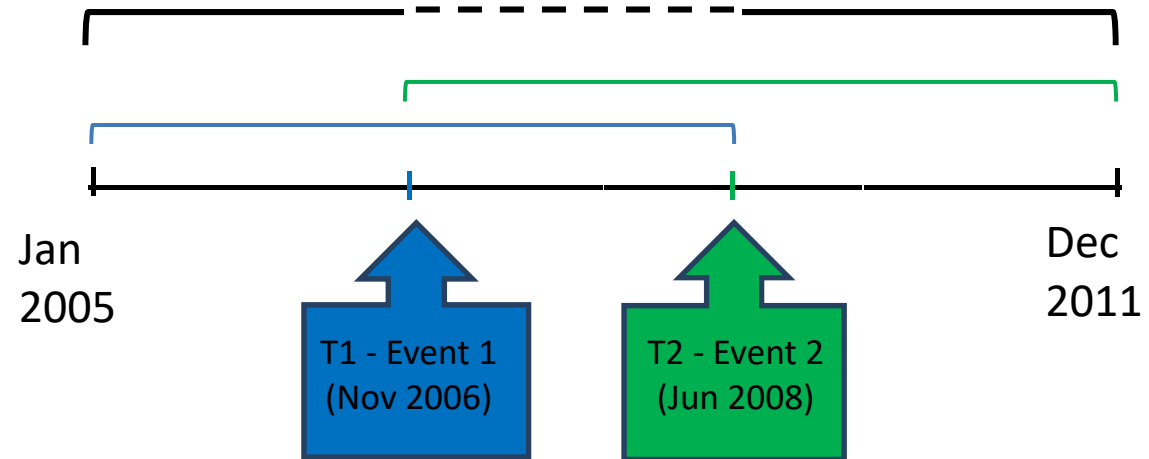 Jan
2005
T1 - Event 1
(Nov 2006)
T2 - Event 2
(Jun 2008)
Dec
2011